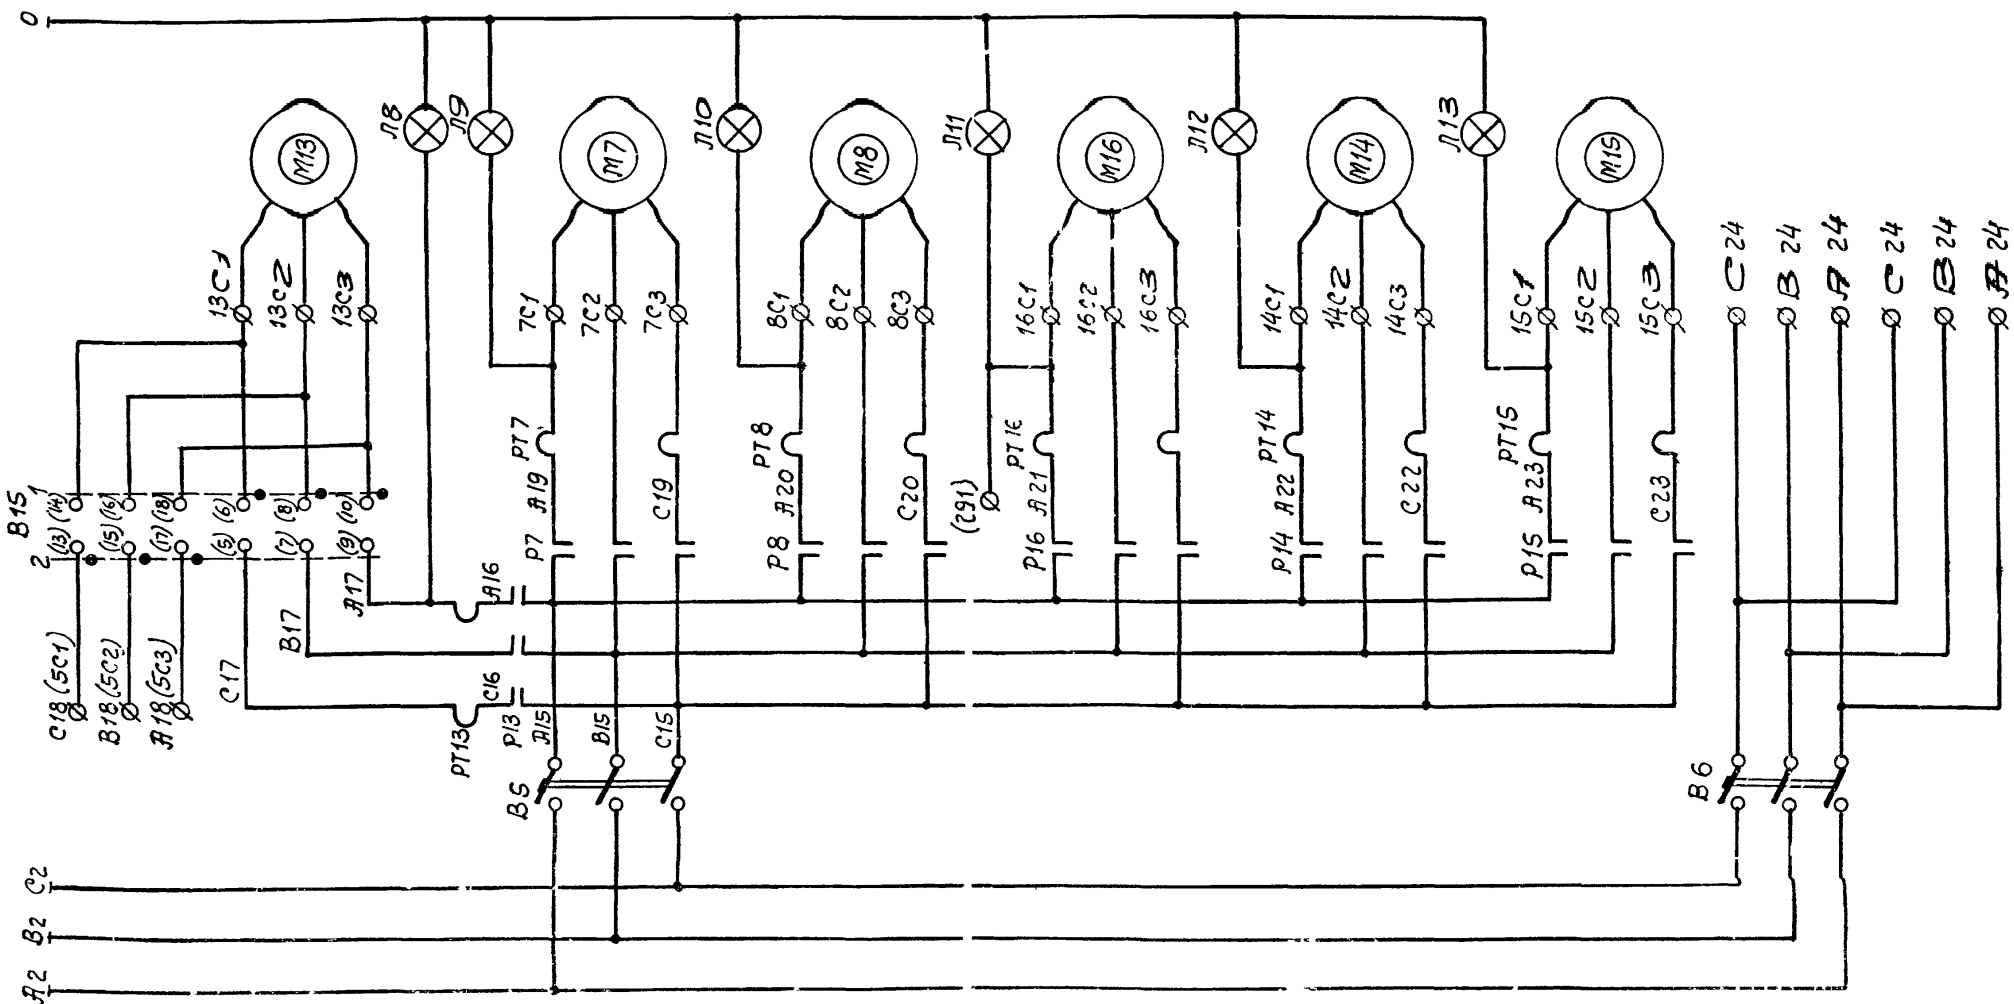 0
Л8
Л9
Л10
Л11
Л12
Л13
М13
М7
М8
М16
М14
М15
13С1
13С2
13С3
7С1
7С2
7С3
8С1
8С2
8С3
16С1
16С2
16С3
14С1
14С2
14С3
15С1
15С2
15С3
С 24
В 24
А 24
С 24
В 24
А 24
В15
1
(14)
(16)
(18)
(6)
(8)
(10)
2
(13)
(15)
(17)
(5)
(7)
(9)
РТ7
РТ8
РТ16
РТ14
РТ15
А19
С19
А20
С20
(291)
А21
А22
С22
А23
С23
Р7
Р8
Р16
Р14
Р15
С18 (5С1)
В18 (5С2)
А18 (5С3)
С17
В17
А17
А16
С16
РТ13
Р13
А15
В15
С15
В5
В6
С2
В2
А2